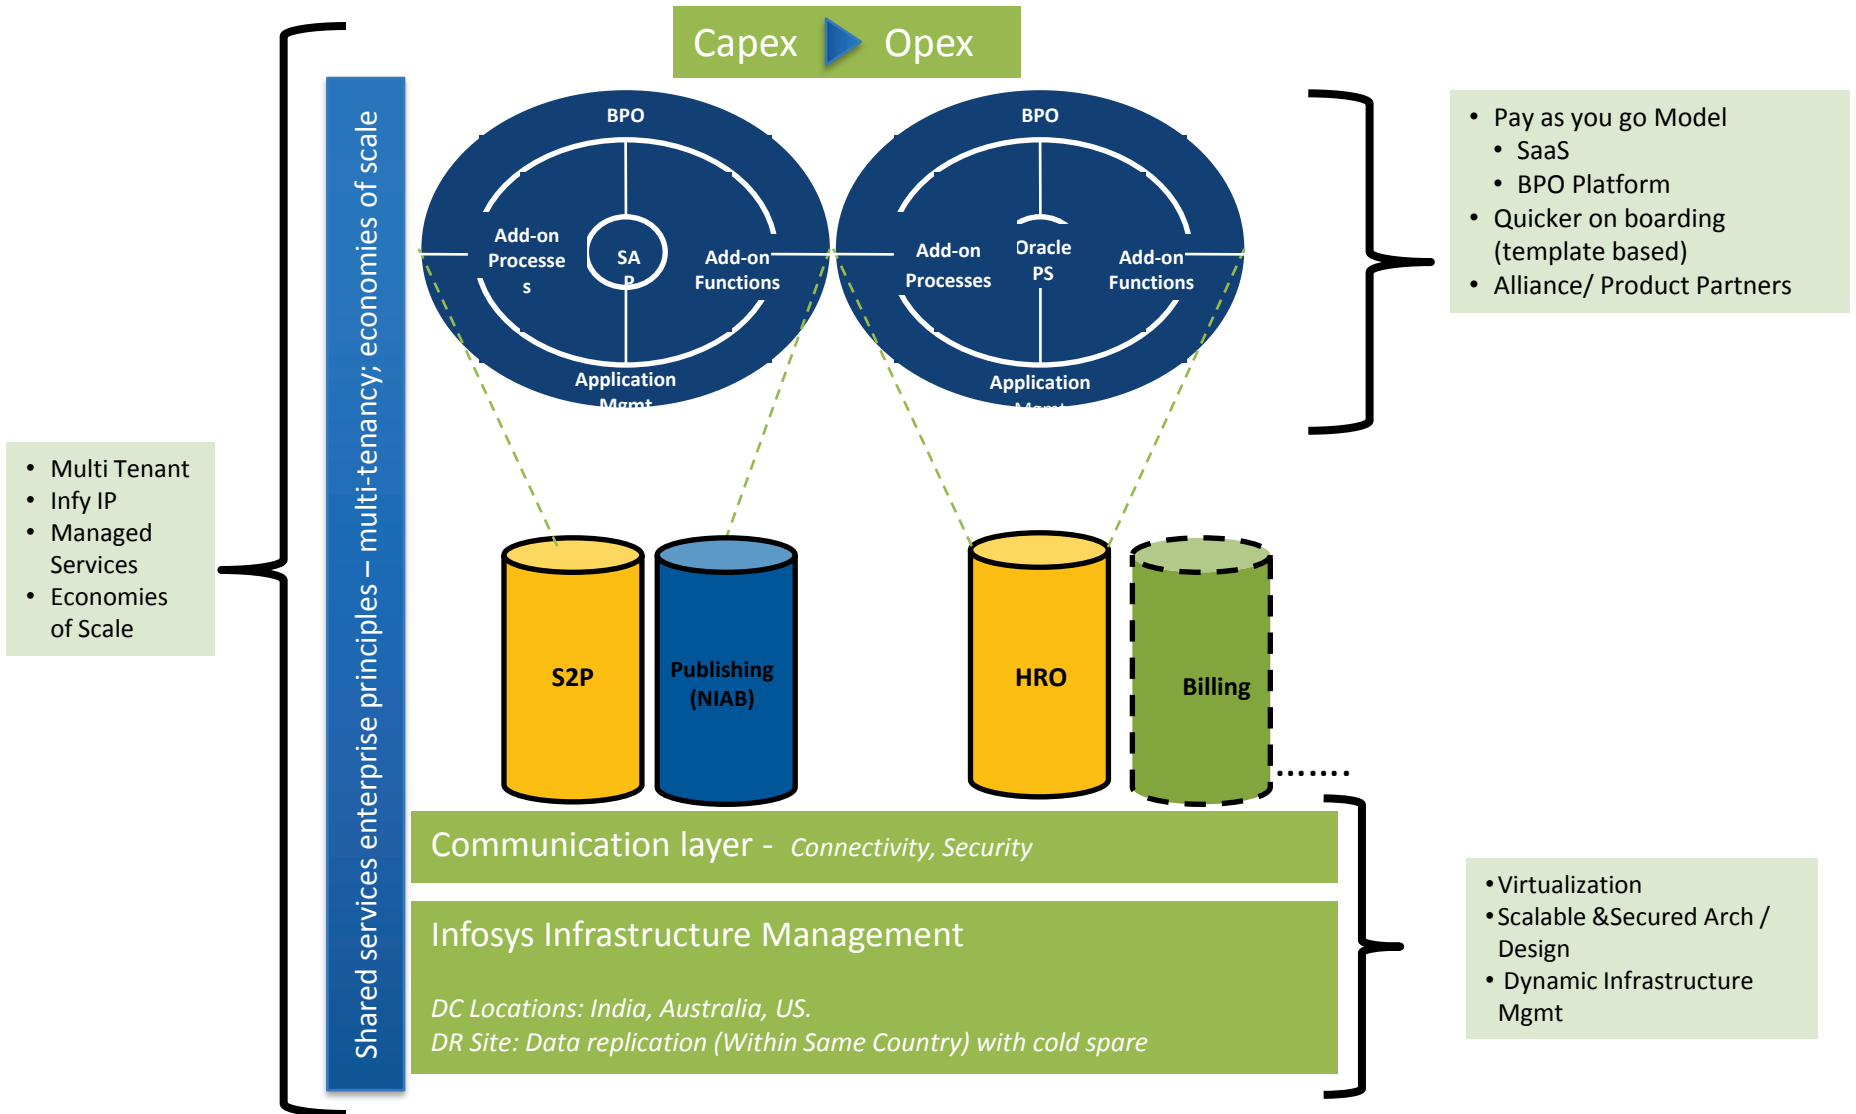 Capex Opex
Shared services enterprise principles – multi-tenancy; economies of scale
• Multi Tenant
• Infy IP
• Managed
Services
• Economies
of Scale
BPO
Add-on
Processe
s
SA
P
Add-on
Functions
Application
Mgmt
BPO
Add-on
Processes
Oracle
PS
Add-on
Functions
Application
Mgmt
• Pay as you go Model
• SaaS
• BPO Platform
• Quicker on boarding
(template based)
• Alliance/ Product Partners
S2P
Publishing
(NIAB)
HRO
Billing
.......
Communication layer - Connectivity, Security
Infosys Infrastructure Management
DC Locations: India, Australia, US.
DR Site: Data replication (Within Same Country) with cold spare
• Virtualization
• Scalable &Secured Arch /
Design
• Dynamic Infrastructure
Mgmt